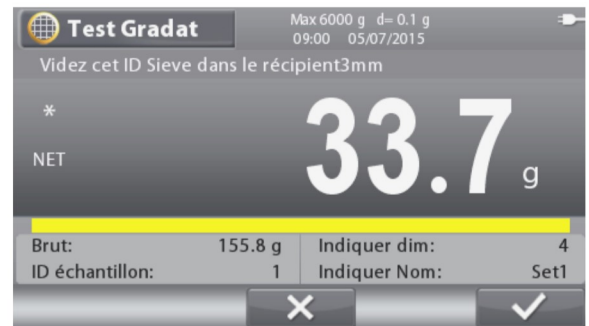 Test Gradat
Max 6000 g d= 0.1 g
09:00 05/07/2015
Videz cet ID Sieve dans le récipient3mm
*
NET
33.7 g
Brut: 155.8 g
ID échantillon: 1
Indiquer dim: 4
Indiquer Nom: Set1